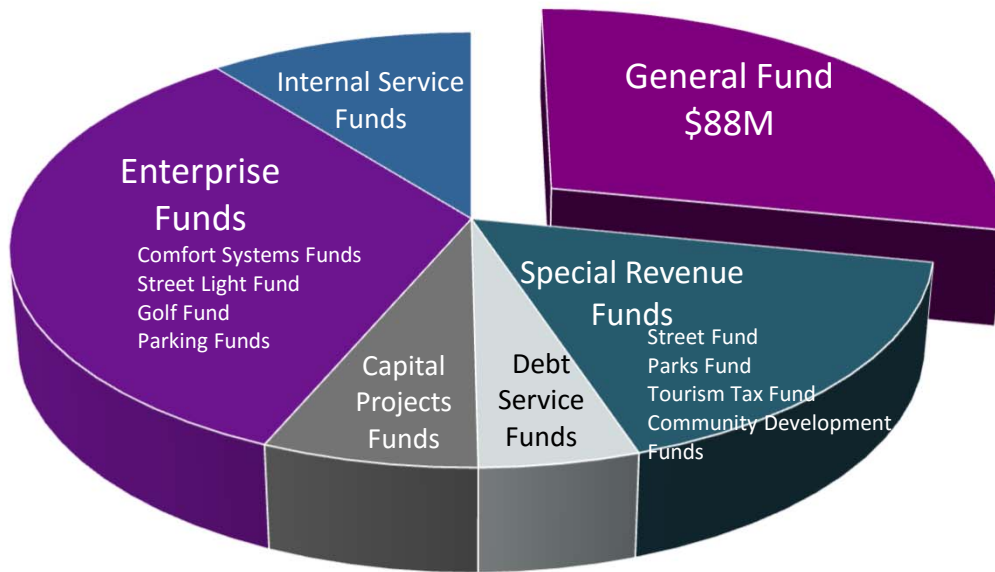 General Fund
$88M
Internal Service
Funds
Enterprise
Funds
Comfort Systems Funds
Street Light Fund
Golf Fund
Parking Funds
Special Revenue
Funds
Street Fund
Parks Fund
Tourism Tax Fund
Community Development
Funds
Capital
Projects
Funds
Debt
Service
Funds